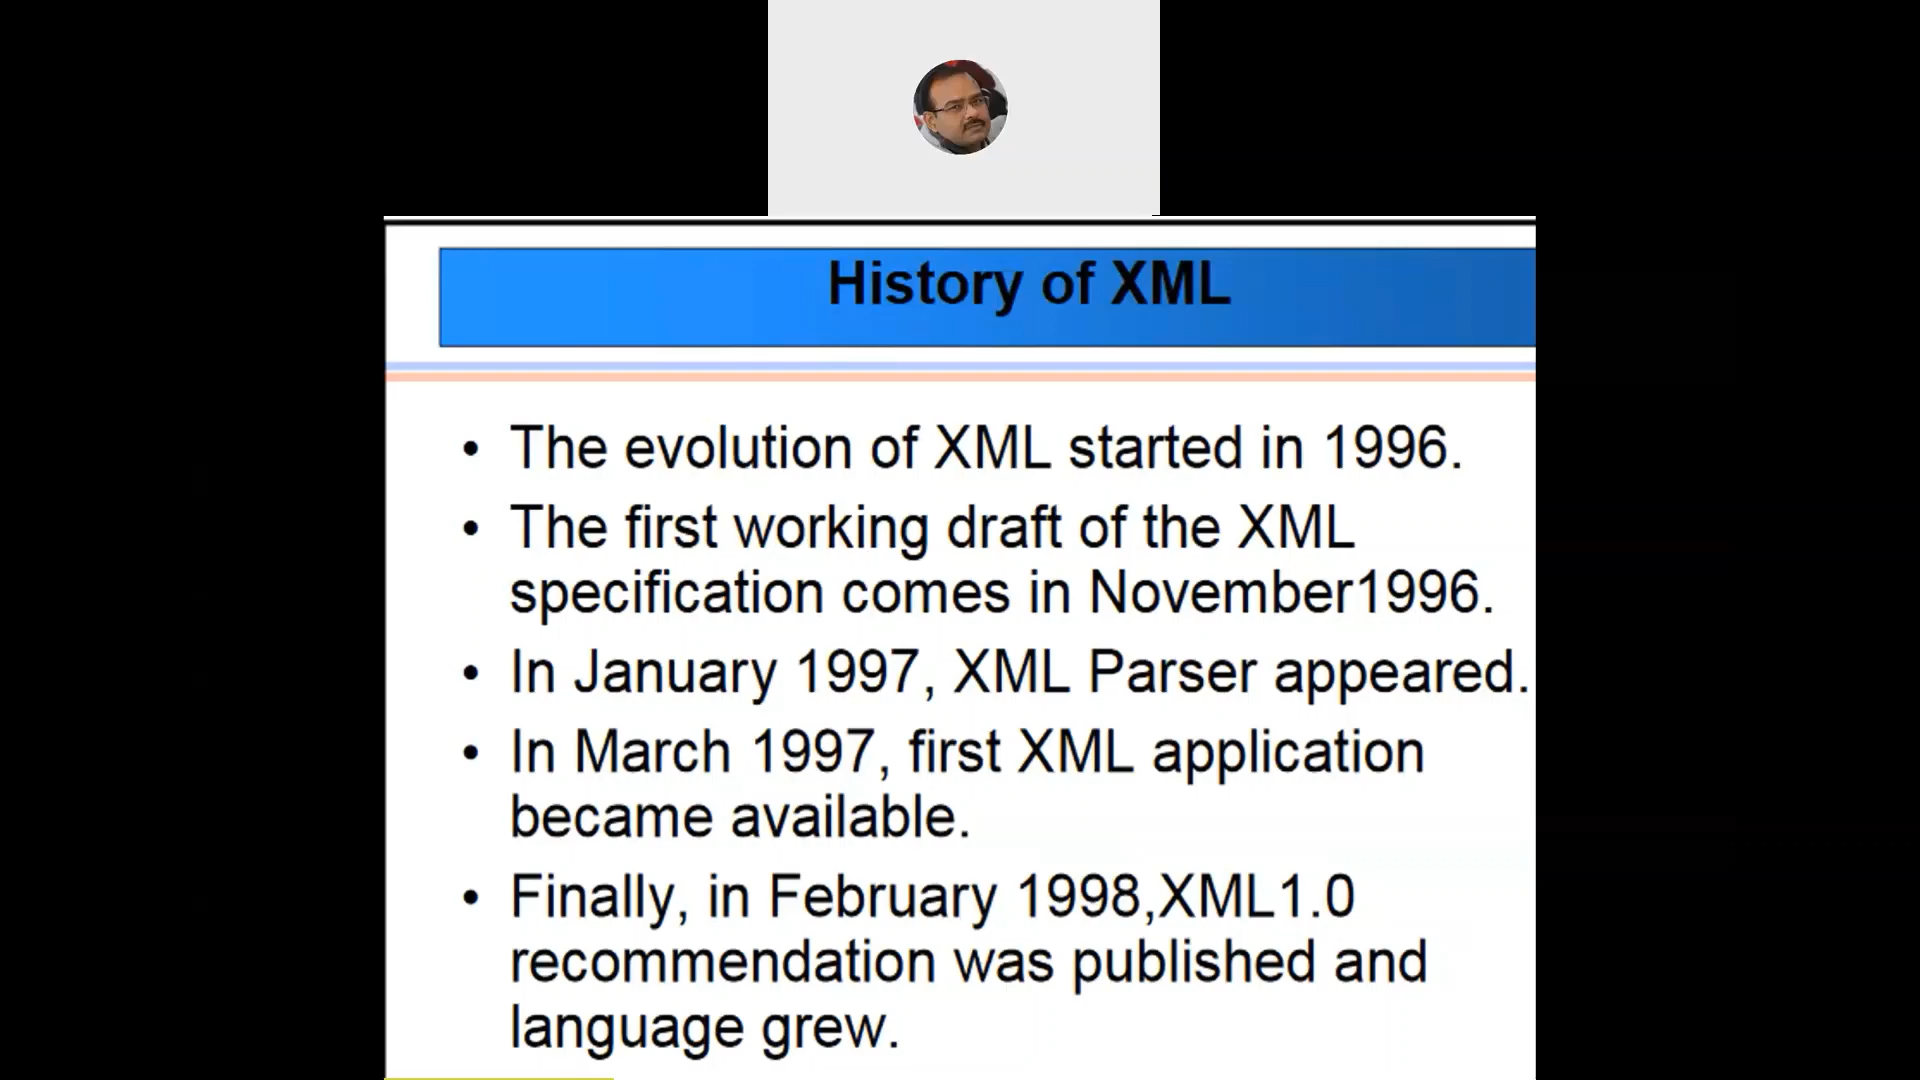 History of XML
• The evolution of XML started in 1996.
• The first working draft of the XML
specification comes in November1996.
• In January 1997, XML Parser appeared.
• In March 1997, first XML application
became available.
• Finally, in February 1998,XML1.0
recommendation was published and
language grew.